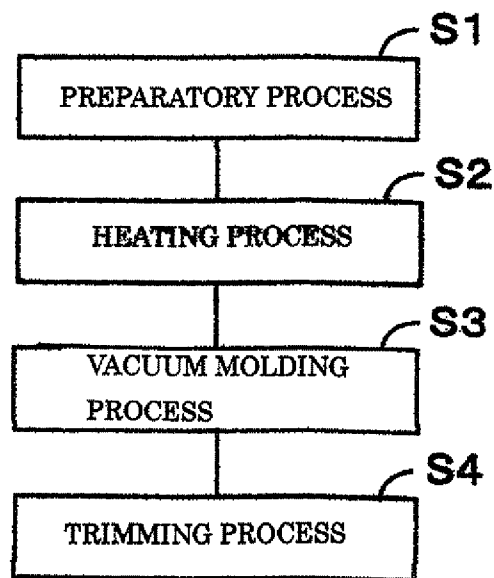 S1
PREPARATORY PROCESS
S2
HEATING PROCESS
S3
VACUUM MOLDING
PROCESS
S4
TRIMMING PROCESS